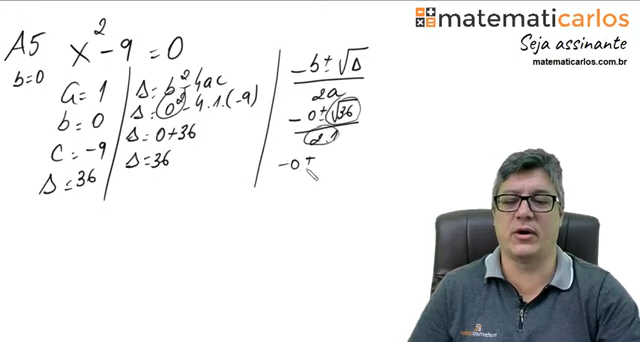 matematicarlos
Seja assinante
matematicarlos.com.br
A5 x² - 9 = 0
b=0
a = 1
b = 0
c = -9
Δ = 36
Δ = b² - 4ac
Δ = 0² - 4.1.(-9)
Δ = 0 + 36
Δ = 36
-b ± √Δ
2a
-0 ± √36
2.1
-0 ±